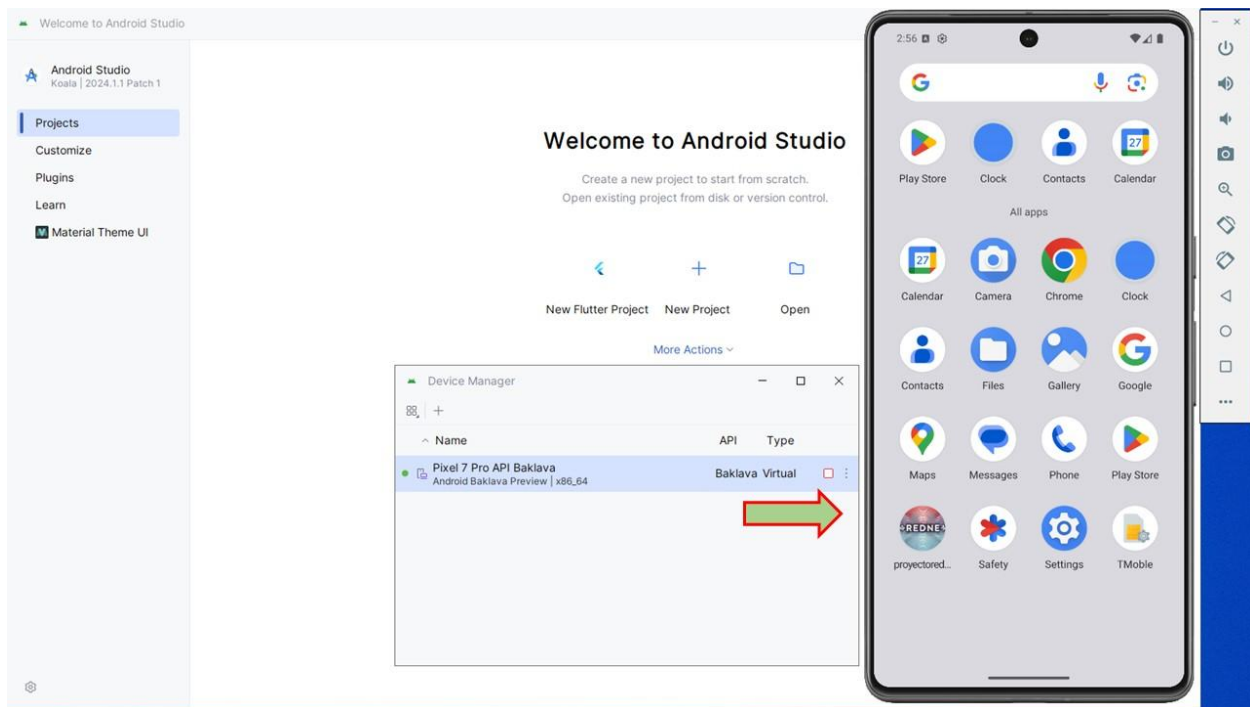 Welcome to Android Studio
Android Studio
Koala | 2024.1.1 Patch 1
Projects
Customize
Plugins
Learn
Material Theme UI
Welcome to Android Studio
Create a new project to start from scratch.
Open existing project from disk or version control.
New Flutter Project New Project Open
More Actions
Device Manager
Name API Type
Pixel 7 Pro API Baklava Baklava Virtual
Android Baklava Preview | x86_64
2:56
Play Store Clock Contacts Calendar
All apps
Calendar Camera Chrome Clock
Contacts Files Gallery Google
Maps Messages Phone Play Store
REDNE
proyectored... Safety Settings TMoble